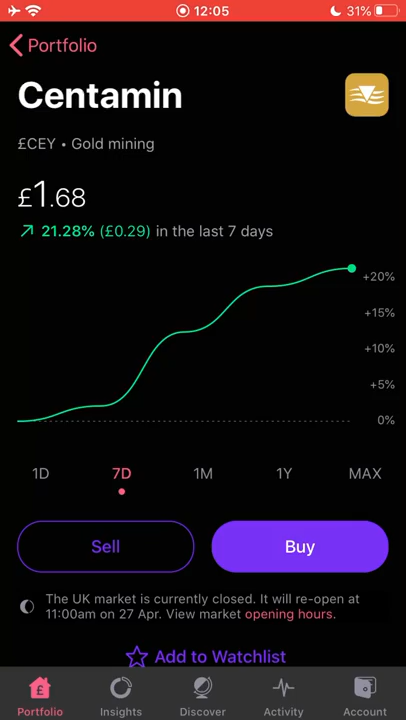 12:05
31%
Portfolio
Centamin
£CEY • Gold mining
£1.68
21.28% (£0.29) in the last 7 days
+20%
+15%
+10%
+5%
0%
1D 7D 1M 1Y MAX
Sell Buy
The UK market is currently closed. It will re-open at
11:00am on 27 Apr. View market opening hours.
Add to Watchlist
£
Portfolio Insights Discover Activity Account